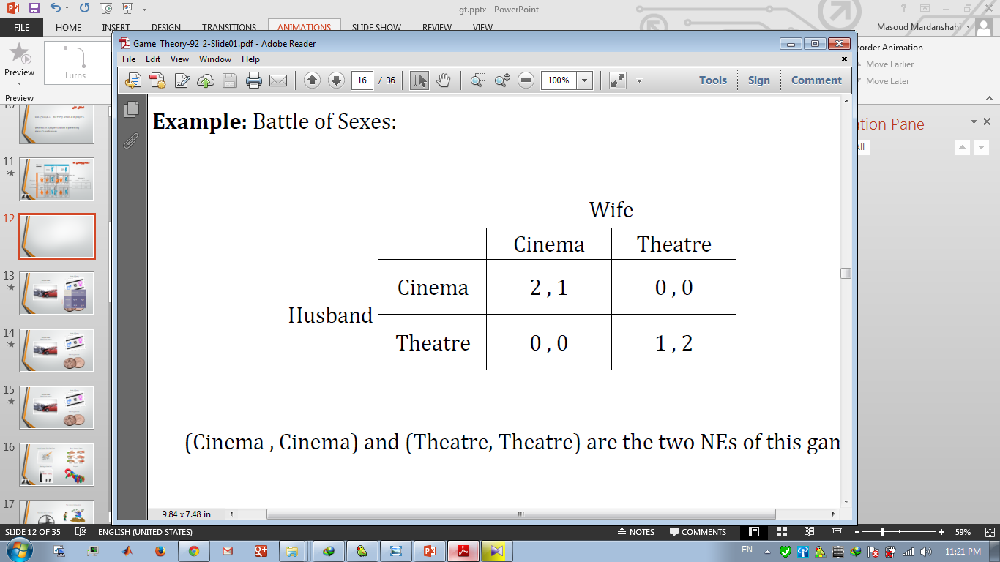 gt.pptx - PowerPoint
FILE HOME INSERT DESIGN TRANSITIONS ANIMATIONS SLIDE SHOW REVIEW VIEW Masoud Mardanshahi
Preview
Turns
Preview
eorder Animation
Move Earlier
Move Later
tion Pane
All
Game_Theory-92_2-Slide01.pdf - Adobe Reader
File Edit View Window Help
16 / 36 100% Tools Sign Comment
Example: Battle of Sexes:
Wife
Cinema Theatre
Cinema 2 , 1 0 , 0
Husband
Theatre 0 , 0 1 , 2
(Cinema , Cinema) and (Theatre, Theatre) are the two NEs of this gam
9.84 x 7.48 in
10
11
12
13
14
15
16
17
SLIDE 12 OF 35 ENGLISH (UNITED STATES) NOTES COMMENTS 59%
EN 11:21 PM